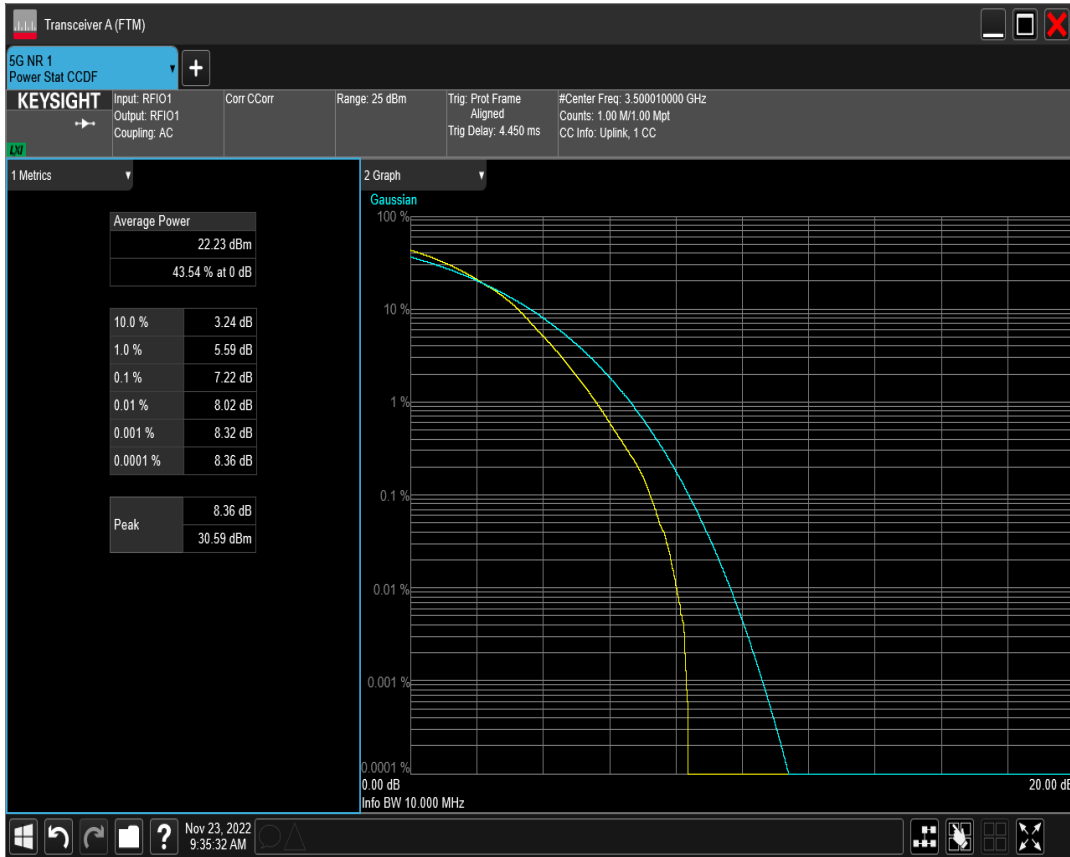 Transceiver A (FTM)
5G NR 1
Power Stat CCDF
+
KEYSIGHT
LXI
Input: RFIO1
Output: RFIO1
Coupling: AC
Corr CCorr
Range: 25 dBm
Trig: Prot Frame
Aligned
Trig Delay: 4.450 ms
#Center Freq: 3.500010000 GHz
Counts: 1.00 M/1.00 Mpt
CC Info: Uplink, 1 CC
1 Metrics
Average Power
22.23 dBm
43.54 % at 0 dB
10.0 % 3.24 dB
1.0 % 5.59 dB
0.1 % 7.22 dB
0.01 % 8.02 dB
0.001 % 8.32 dB
0.0001 % 8.36 dB
Peak 8.36 dB
30.59 dBm
2 Graph
Gaussian
100 %
10 %
1 %
0.1 %
0.01 %
0.001 %
0.0001 %
0.00 dB 20.00 dB
Info BW 10.000 MHz
?
Nov 23, 2022
9:35:32 AM